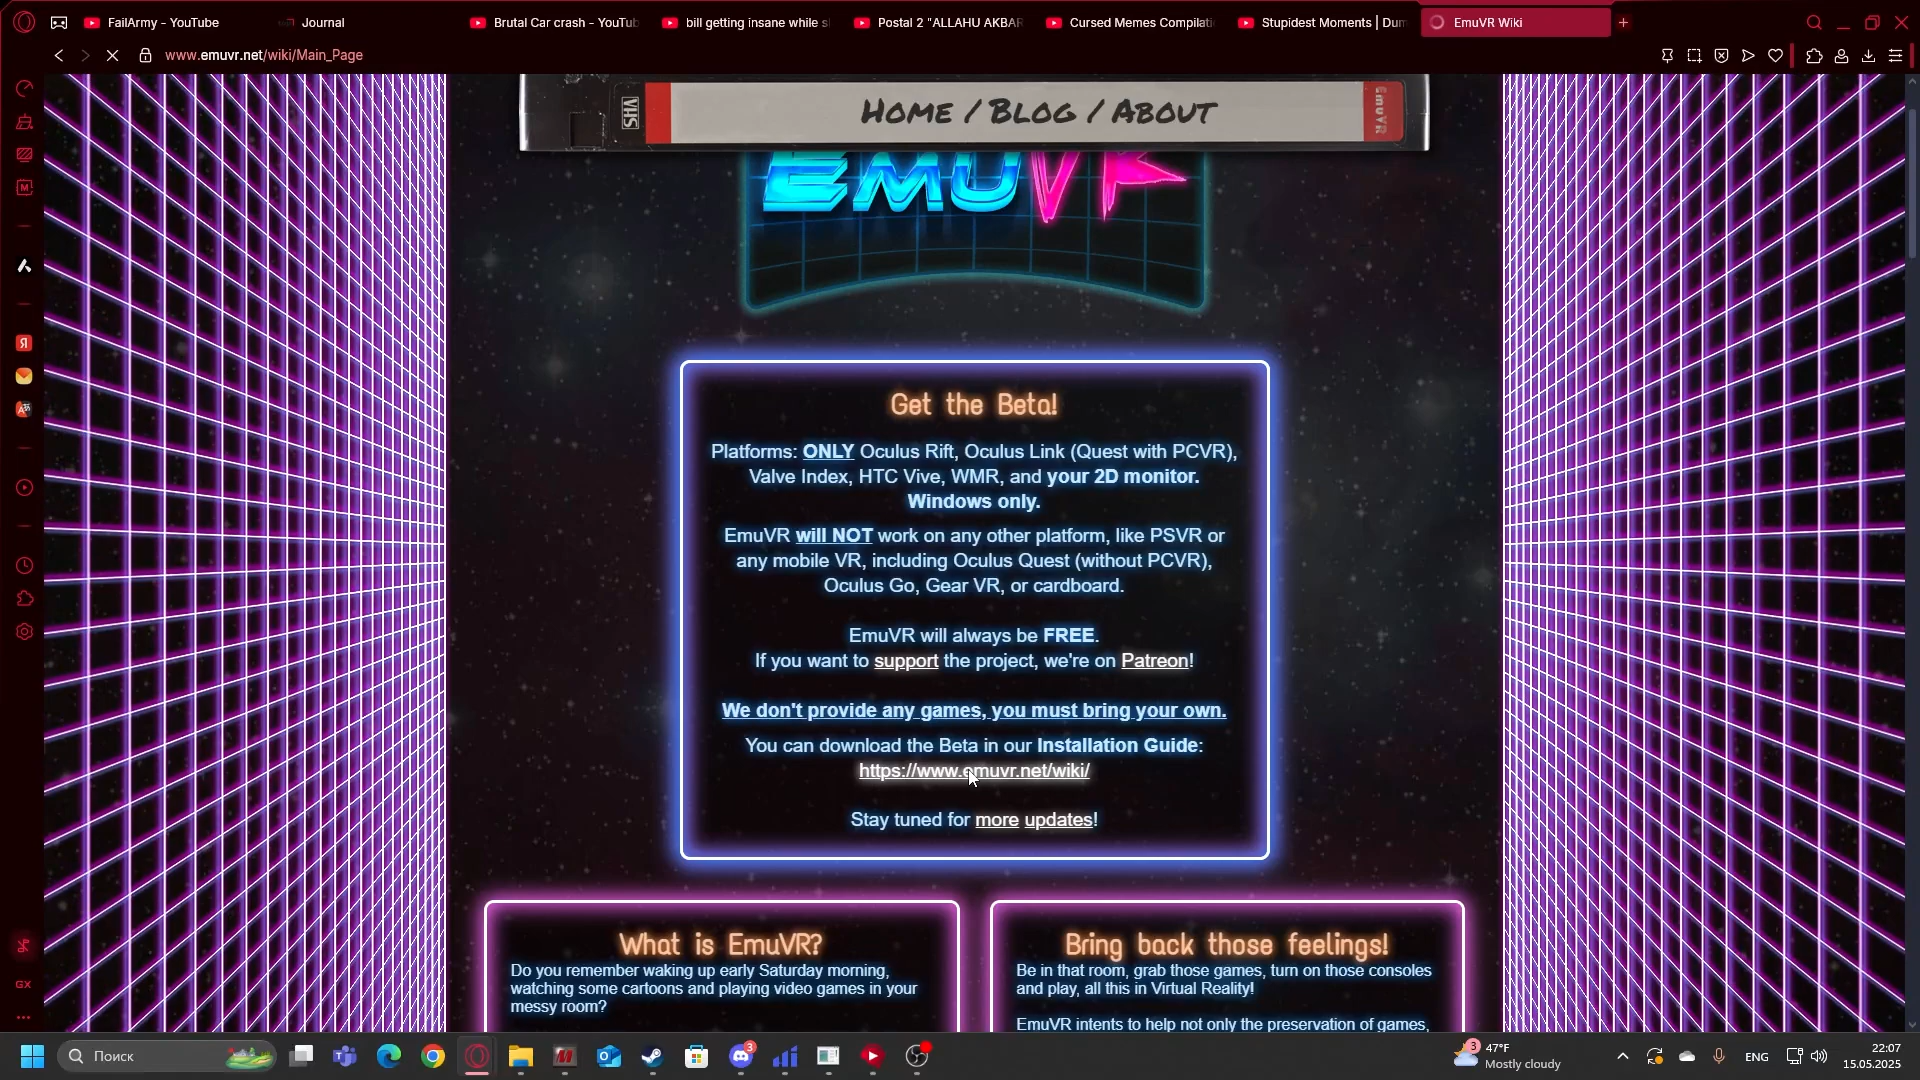 FailArmy - YouTube
Journal
Brutal Car crash - YouTub
bill getting insane while s
Postal 2 "ALLAHU AKBAR
Cursed Memes Compilati
Stupidest Moments | Dum
EmuVR Wiki
www.emuvr.net/wiki/Main_Page
VHS
HOME / BLOG / ABOUT
EmuVR
EMUVR
Get the Beta!
Platforms: ONLY Oculus Rift, Oculus Link (Quest with PCVR),
Valve Index, HTC Vive, WMR, and your 2D monitor.
Windows only.
EmuVR will NOT work on any other platform, like PSVR or
any mobile VR, including Oculus Quest (without PCVR),
Oculus Go, Gear VR, or cardboard.
EmuVR will always be FREE.
If you want to support the project, we're on Patreon!
We don't provide any games, you must bring your own.
You can download the Beta in our Installation Guide:
https://www.emuvr.net/wiki/
Stay tuned for more updates!
What is EmuVR?
Do you remember waking up early Saturday morning,
watching some cartoons and playing video games in your
messy room?
Bring back those feelings!
Be in that room, grab those games, turn on those consoles
and play, all this in Virtual Reality!
EmuVR intents to help not only the preservation of games,
GX
Поиск
3
3
47°F
Mostly cloudy
ENG
22:07
15.05.2025